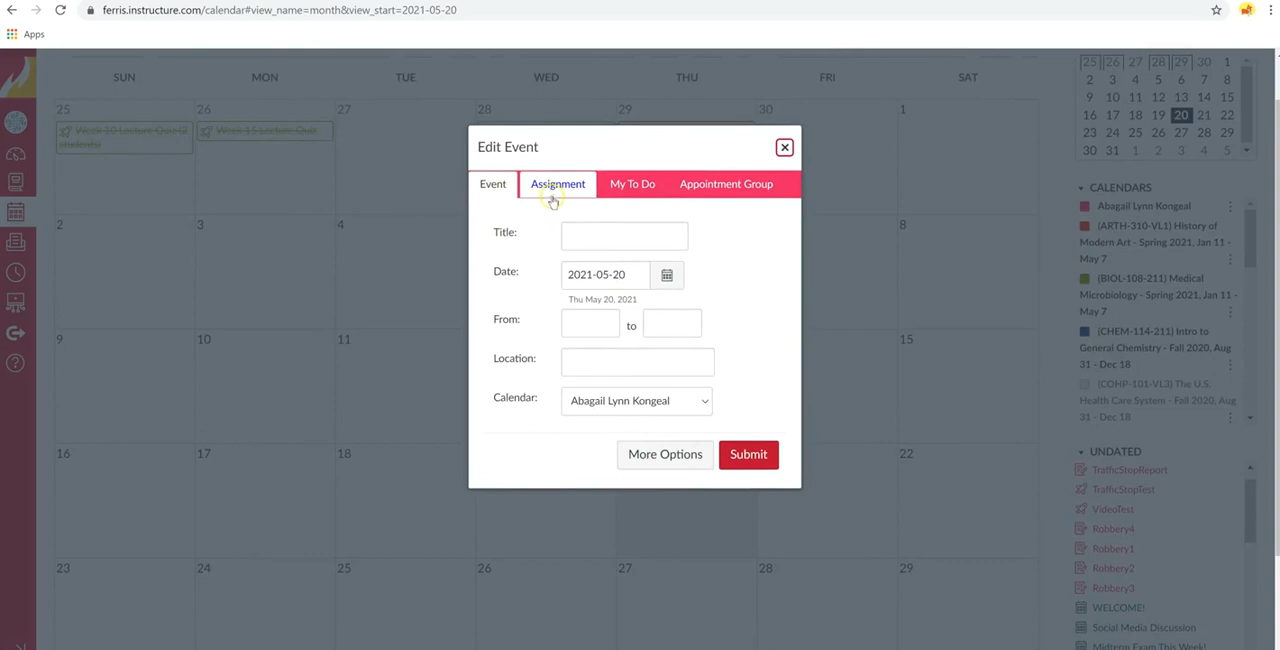 ferris.instructure.com/calendar#view_name=month&view_start=2021-05-20
Apps
SUN MON TUE WED THU FRI SAT
25 26 27 28 29 30 1
Week 10 Lecture Quiz
students)
Week 15 Lecture Quiz
2 3 4 5 8
9 10 11 15
16 17 18 22
23 24 25 26 27 28 29
Edit Event
Event Assignment My To Do Appointment Group
Title:
Date: 2021-05-20
Thu May 20, 2021
From: to
Location:
Calendar: Abagail Lynn Kongeal
More Options Submit
25 26 27 28 29 30 1
2 3 4 5 6 7 8
9 10 11 12 13 14 15
16 17 18 19 20 21 22
23 24 25 26 27 28 29
30 31 1 2 3 4 5
CALENDARS
Abagail Lynn Kongeal
(ARTH-310-VL1) History of
Modern Art - Spring 2021, Jan 11 -
May 7
(BIOL-108-211) Medical
Microbiology - Spring 2021, Jan 11 -
May 7
(CHEM-114-211) Intro to
General Chemistry - Fall 2020, Aug
31 - Dec 18
(COHP-101-VL3) The U.S.
Health Care System - Fall 2020, Aug
31 - Dec 18
UNDATED
TrafficStopReport
TrafficStopTest
VideoTest
Robbery4
Robbery1
Robbery2
Robbery3
WELCOME!
Social Media Discussion
Midterm Exam This Week!